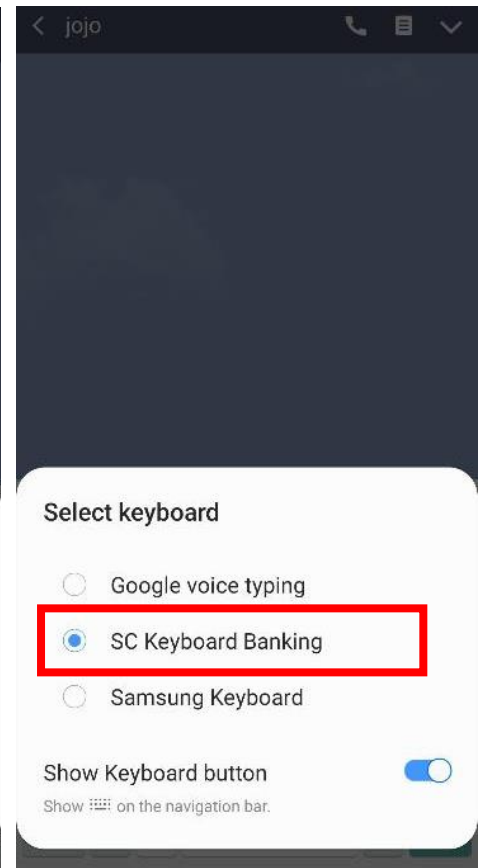 jojo
Select keyboard
Google voice typing
SC Keyboard Banking
Samsung Keyboard
Show Keyboard button
Show on the navigation bar.